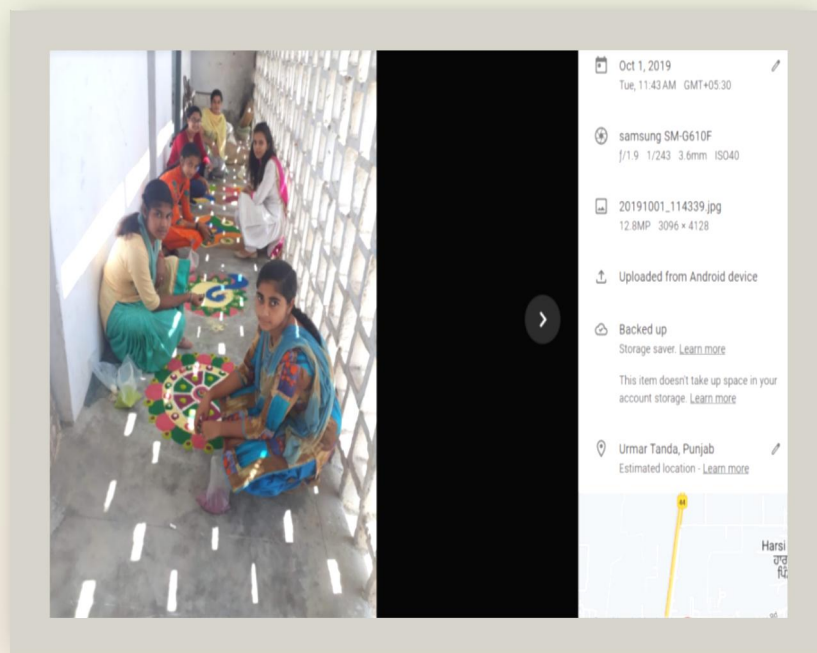 Oct 1, 2019
Tue, 11:43 AM GMT+05:30
samsung SM-G610F
ƒ/1.9 1/243 3.6mm ISO40
20191001_114339.jpg
12.8MP 3096 × 4128
Uploaded from Android device
Backed up
Storage saver. Learn more
This item doesn't take up space in your
account storage. Learn more
Urmar Tanda, Punjab
Estimated location - Learn more
44
Harsi